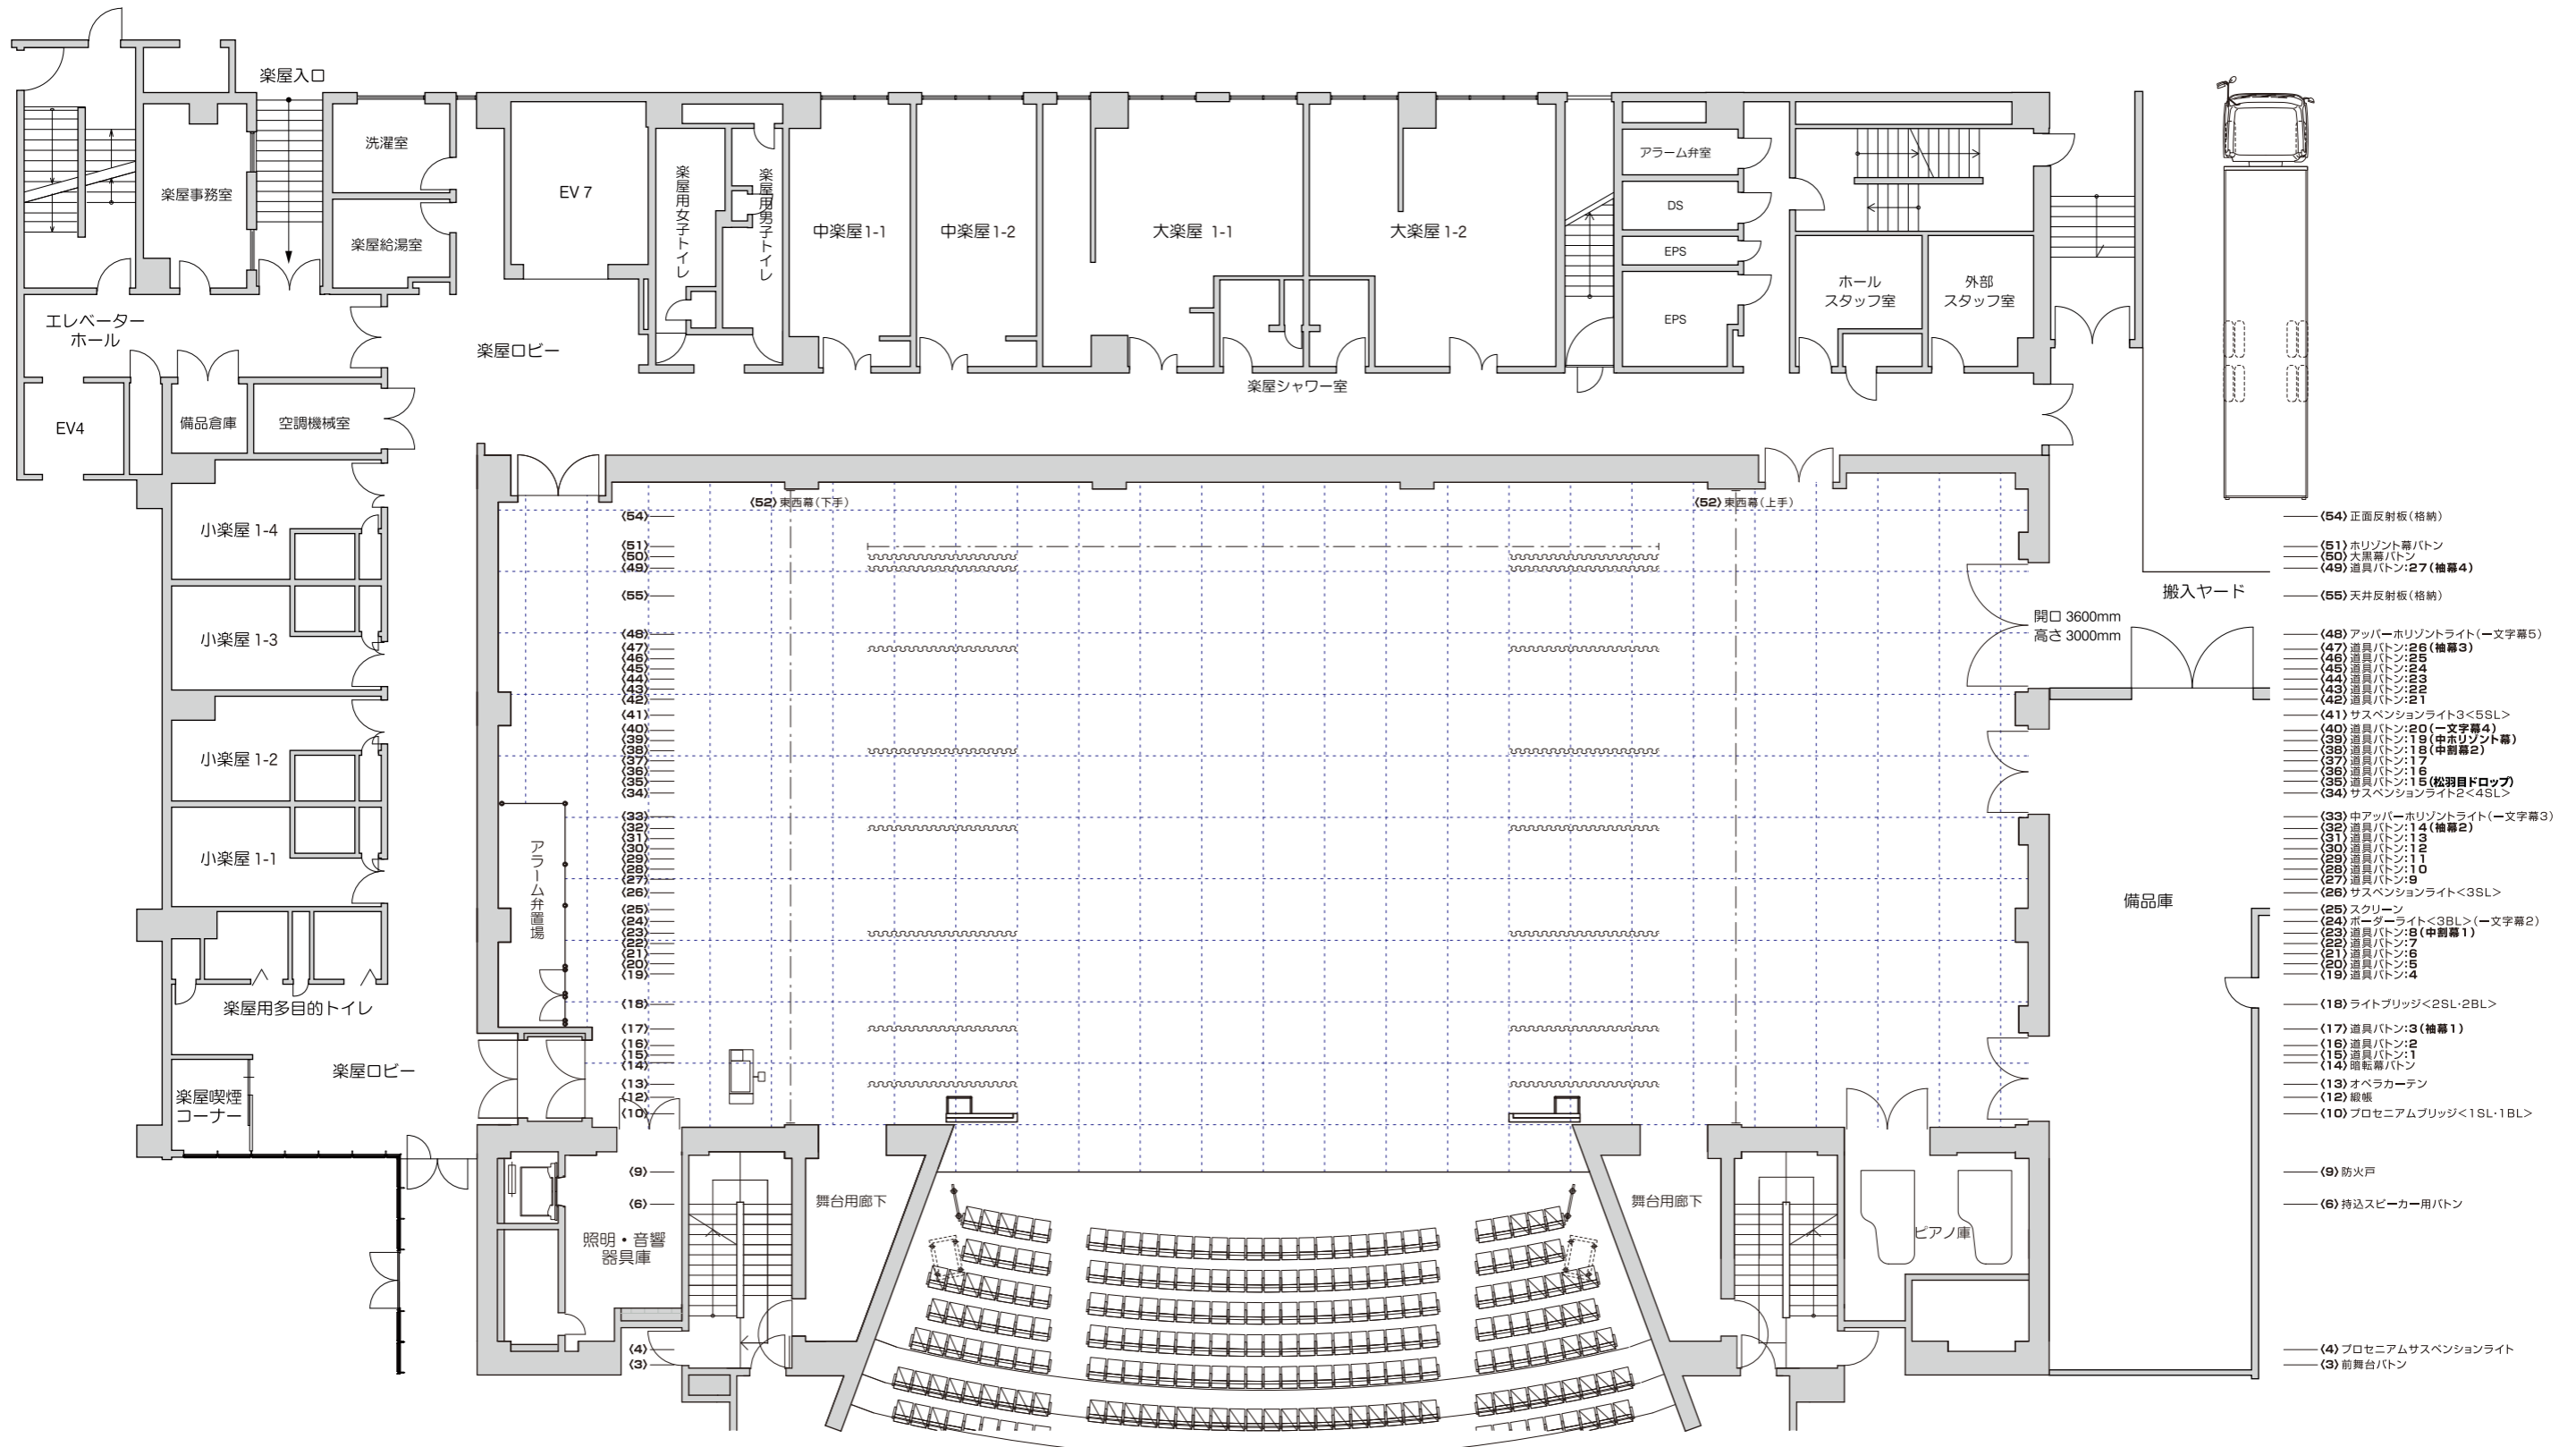 楽屋入口
洗濯室
楽屋事務室
楽屋給湯室
EV 7
楽屋用女子トイレ
楽屋用男子トイレ
中楽屋1-1
中楽屋1-2
大楽屋 1-1
大楽屋 1-2
アラーム弁室
DS
EPS
EPS
ホール
スタッフ室
外部
スタッフ室
エレベーター
ホール
楽屋ロビー
楽屋シャワー室
EV4
備品倉庫
空調機械室
小楽屋 1-4
小楽屋 1-3
小楽屋 1-2
小楽屋 1-1
楽屋用多目的トイレ
楽屋ロビー
楽屋喫煙
コーナー
アラーム弁置場
〈52〉東西幕（下手）
〈52〉東西幕（上手）
〈54〉
〈51〉
〈50〉
〈49〉
〈55〉
〈48〉
〈47〉
〈46〉
〈45〉
〈44〉
〈43〉
〈42〉
〈41〉
〈40〉
〈39〉
〈38〉
〈37〉
〈36〉
〈35〉
〈34〉
〈33〉
〈32〉
〈31〉
〈30〉
〈29〉
〈28〉
〈27〉
〈26〉
〈25〉
〈24〉
〈23〉
〈22〉
〈21〉
〈20〉
〈19〉
〈18〉
〈17〉
〈16〉
〈15〉
〈14〉
〈13〉
〈12〉
〈10〉
〈9〉
〈6〉
〈4〉
〈3〉
照明・音響
器具庫
舞台用廊下
舞台用廊下
ピアノ庫
開口 3600mm
高さ 3000mm
搬入ヤード
備品庫
〈54〉正面反射板（格納）
〈51〉ホリゾント幕バトン
〈50〉大黒幕バトン
〈49〉道具バトン：27（袖幕4）
〈55〉天井反射板（格納）
〈48〉アッパーホリゾントライト（一文字幕5）
〈47〉道具バトン：26（袖幕3）
〈46〉道具バトン：25
〈45〉道具バトン：24
〈44〉道具バトン：23
〈43〉道具バトン：22
〈42〉道具バトン：21
〈41〉サスペンションライト3＜5SL＞
〈40〉道具バトン：20（一文字幕4）
〈39〉道具バトン：19（中ホリゾント幕）
〈38〉道具バトン：18（中割幕2）
〈37〉道具バトン：17
〈36〉道具バトン：16
〈35〉道具バトン：15（松羽目ドロップ）
〈34〉サスペンションライト2＜4SL＞
〈33〉中アッパーホリゾントライト（一文字幕3）
〈32〉道具バトン：14（袖幕2）
〈31〉道具バトン：13
〈30〉道具バトン：12
〈29〉道具バトン：11
〈28〉道具バトン：10
〈27〉道具バトン：9
〈26〉サスペンションライト＜3SL＞
〈25〉スクリーン
〈24〉ボーダーライト＜3BL＞（一文字幕2）
〈23〉道具バトン：8（中割幕1）
〈22〉道具バトン：7
〈21〉道具バトン：6
〈20〉道具バトン：5
〈19〉道具バトン：4
〈18〉ライトブリッジ＜2SL・2BL＞
〈17〉道具バトン：3（袖幕1）
〈16〉道具バトン：2
〈15〉道具バトン：1
〈14〉暗転幕バトン
〈13〉オペラカーテン
〈12〉緞帳
〈10〉プロセニアムブリッジ＜1SL・1BL＞
〈9〉防火戸
〈6〉持込スピーカー用バトン
〈4〉プロセニアムサスペンションライト
〈3〉前舞台バトン